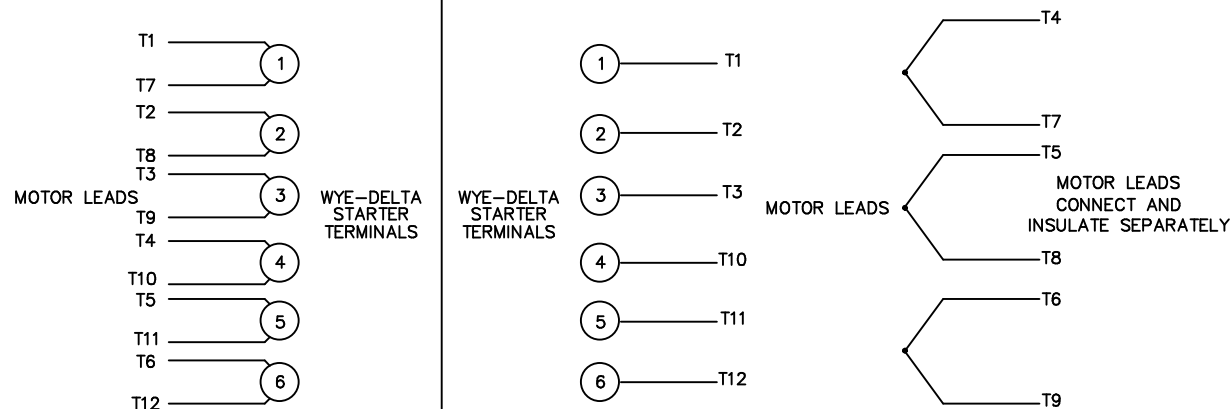 T1
T7
1
T2
T8
2
T3
T9
3
T4
T10
4
T5
T11
5
T6
T12
6
MOTOR LEADS
WYE-DELTA
STARTER
TERMINALS
WYE-DELTA
STARTER
TERMINALS
1
T1
2
T2
3
T3
4
T10
5
T11
6
T12
MOTOR LEADS
T4
T7
T5
T8
T6
T9
MOTOR LEADS
CONNECT AND
INSULATE SEPARATELY